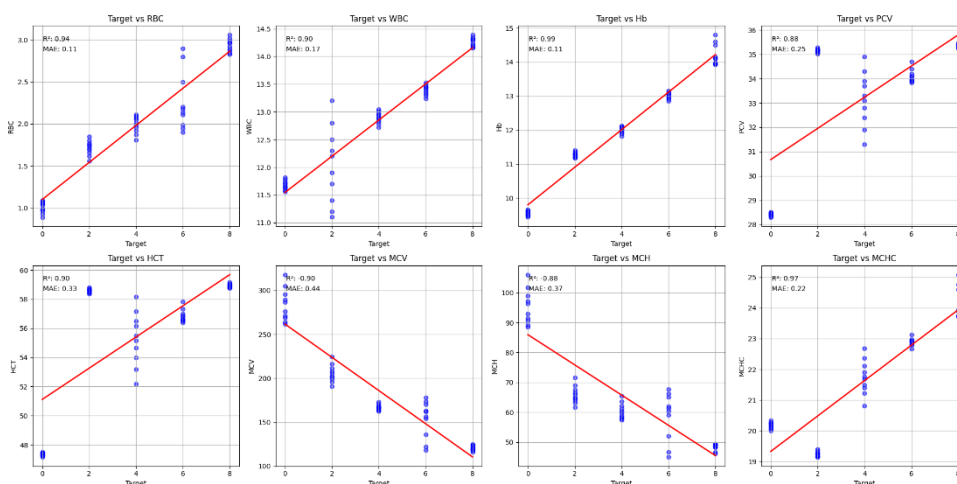 Target vs RBC
R²: 0.94
MAE: 0.11
3.0
2.5
2.0
1.5
1.0
RBC
0 2 4 6 8
Target
Target vs WBC
R²: 0.90
MAE: 0.17
14.5
14.0
13.5
13.0
12.5
12.0
11.5
11.0
WBC
0 2 4 6 8
Target
Target vs Hb
R²: 0.99
MAE: 0.11
14
13
12
11
10
Hb
0 2 4 6 8
Target
Target vs PCV
R²: 0.88
MAE: 0.25
36
35
34
33
32
31
30
29
28
PCV
0 2 4 6 8
Target
Target vs HCT
R²: 0.90
MAE: 0.33
60
58
56
54
52
50
48
HCT
0 2 4 6 8
Target
Target vs MCV
R²: -0.90
MAE: 0.44
300
250
200
150
100
MCV
0 2 4 6 8
Target
Target vs MCH
R²: -0.88
MAE: 0.37
100
90
80
70
60
50
MCH
0 2 4 6 8
Target
Target vs MCHC
R²: 0.97
MAE: 0.22
25
24
23
22
21
20
19
MCHC
0 2 4 6 8
Target